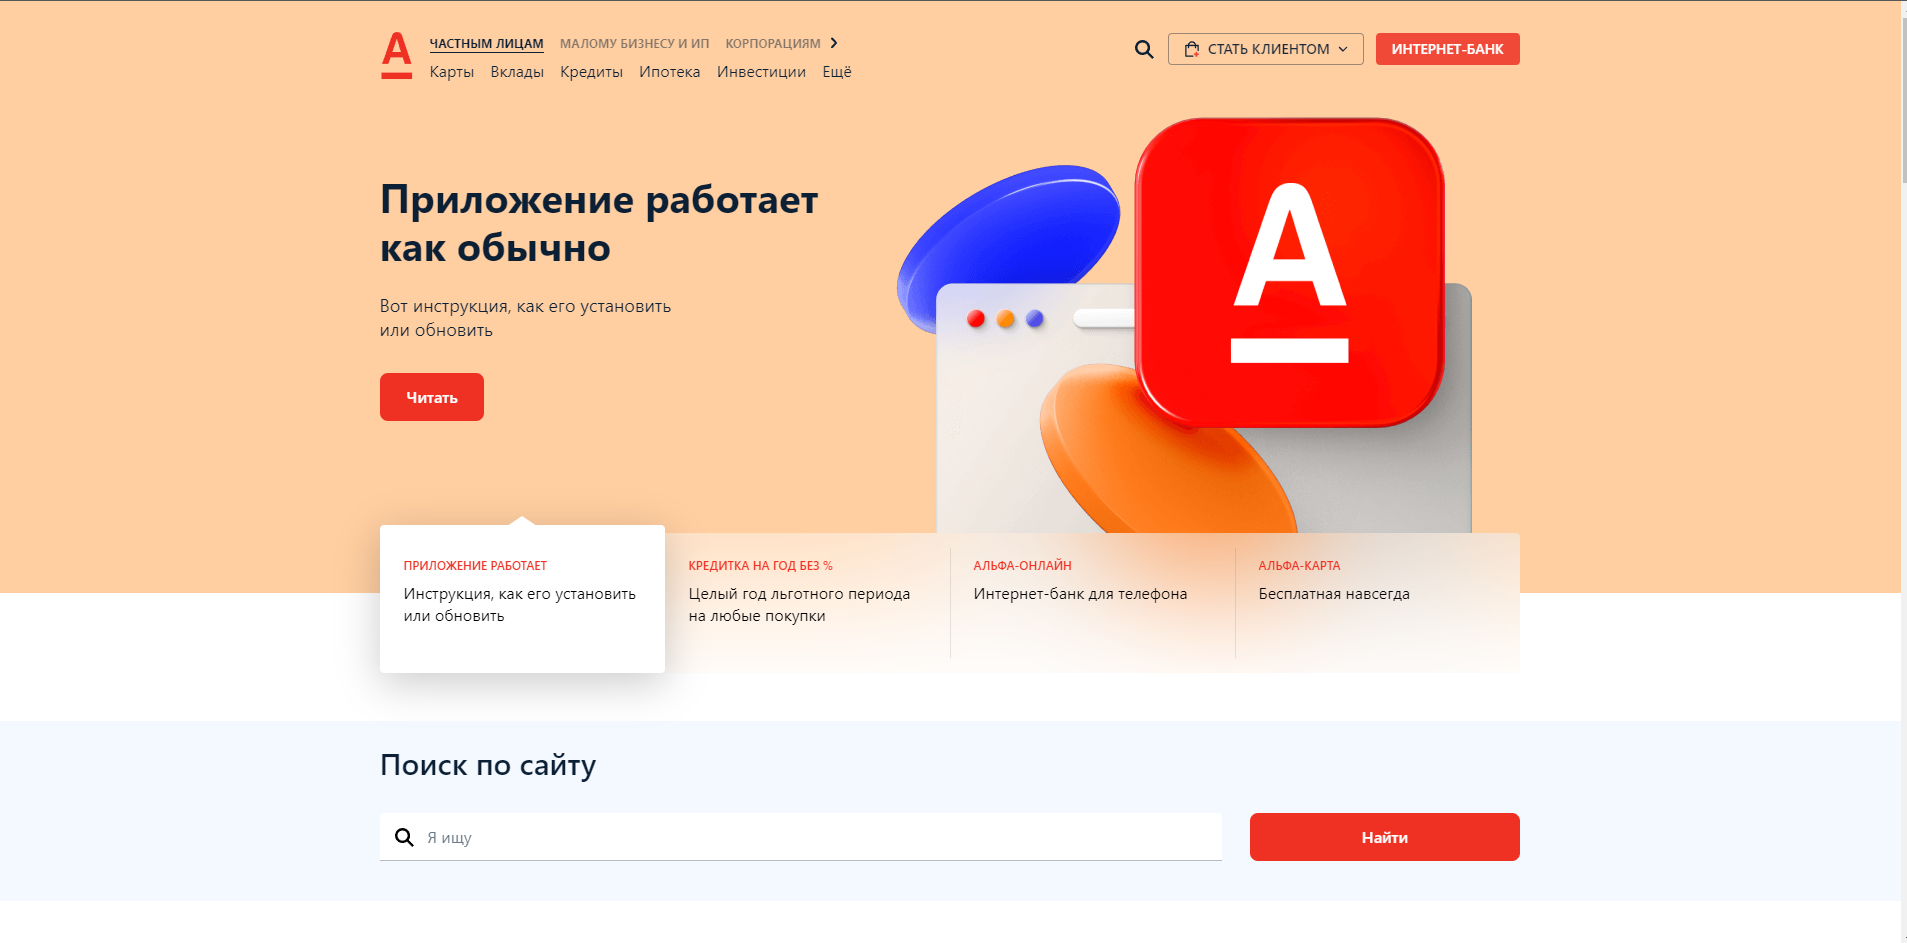 А
ЧАСТНЫМ ЛИЦАМ МАЛОМУ БИЗНЕСУ И ИП КОРПОРАЦИЯМ
Карты Вклады Кредиты Ипотека Инвестиции Ещё
СТАТЬ КЛИЕНТОМ
ИНТЕРНЕТ-БАНК
Приложение работает
как обычно
Вот инструкция, как его установить
или обновить
Читать
А
ПРИЛОЖЕНИЕ РАБОТАЕТ
Инструкция, как его установить
или обновить
КРЕДИТКА НА ГОД БЕЗ %
Целый год льготного периода
на любые покупки
АЛЬФА-ОНЛАЙН
Интернет-банк для телефона
АЛЬФА-КАРТА
Бесплатная навсегда
Поиск по сайту
Я ищу
Найти